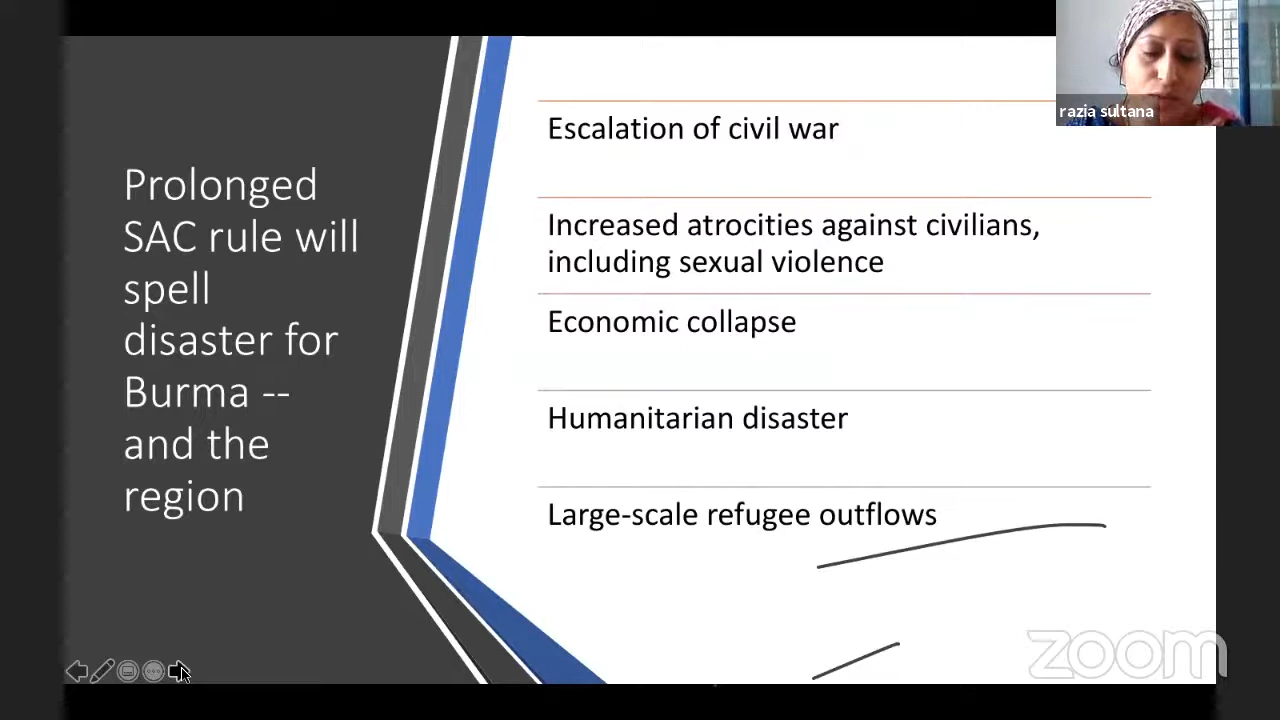 Prolonged
SAC rule will
spell
disaster for
Burma --
and the
region
Escalation of civil war
Increased atrocities against civilians,
including sexual violence
Economic collapse
Humanitarian disaster
Large-scale refugee outflows
razia sultana
zoom